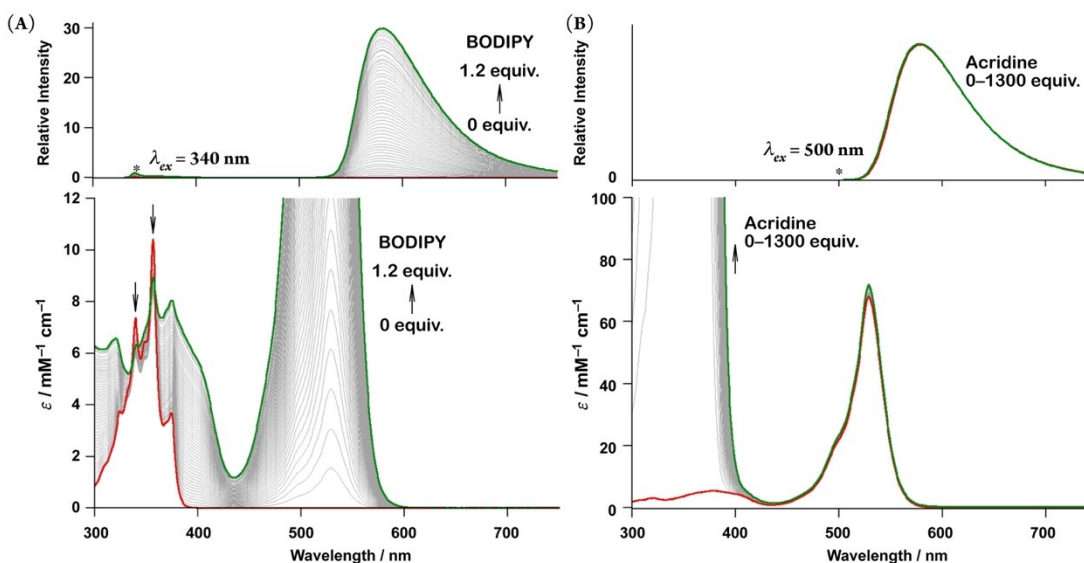 (A)
30
20
10
0
Relative Intensity
BODIPY
1.2 equiv.
0 equiv.
*
λex = 340 nm
12
10
8
6
4
2
0
ε / mM–1 cm–1
BODIPY
1.2 equiv.
0 equiv.
300
400
500
600
700
Wavelength / nm
(B)
0
Relative Intensity
Acridine
0–1300 equiv.
λex = 500 nm
*
100
80
60
40
20
0
ε / mM–1 cm–1
Acridine
0–1300 equiv.
300
400
500
600
700
Wavelength / nm